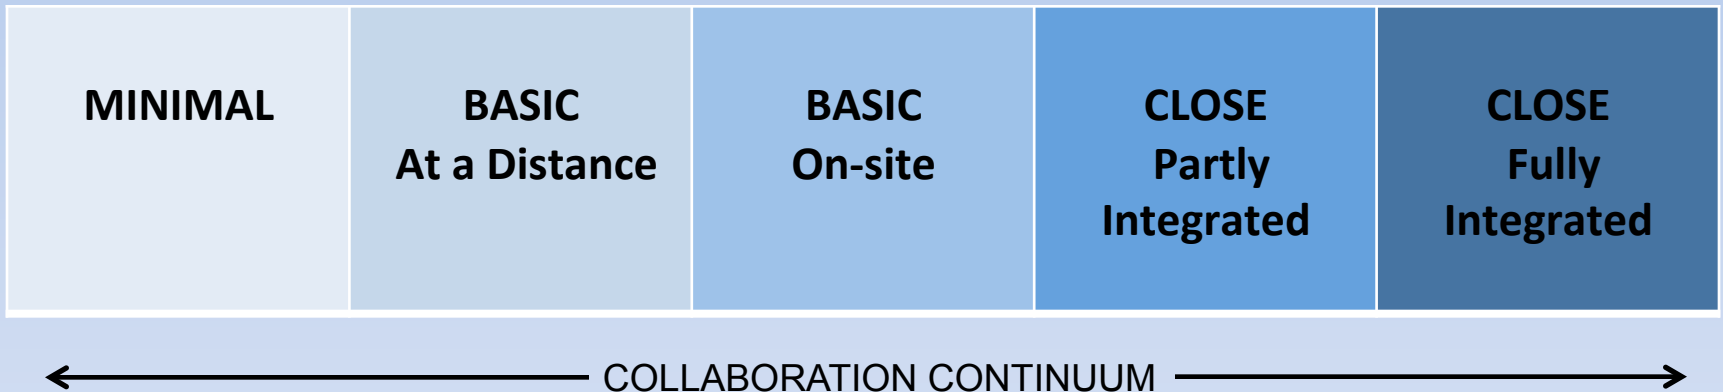 MINIMAL
BASIC
At a Distance
BASIC
On-site
CLOSE
Partly
Integrated
CLOSE
Fully
Integrated
COLLABORATION CONTINUUM